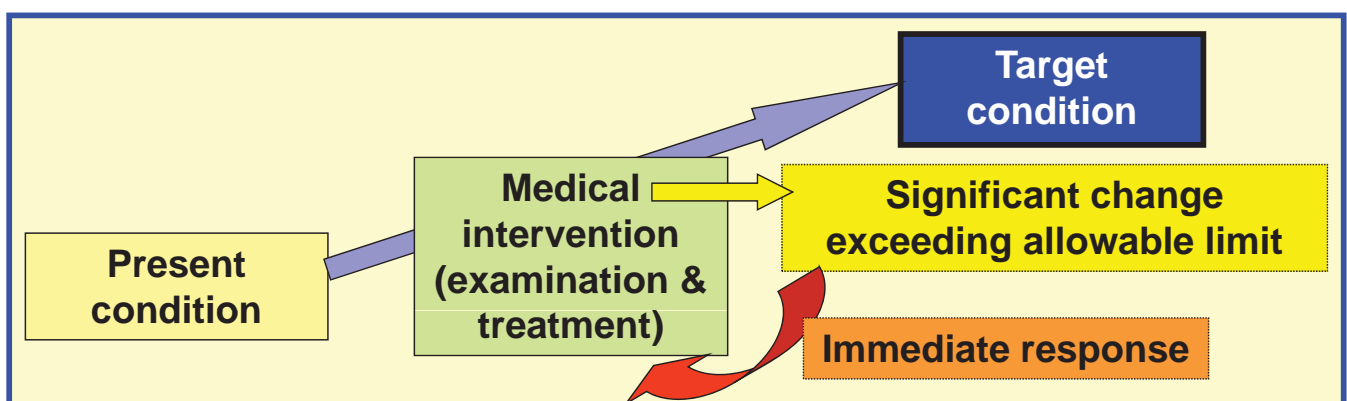 Target
condition
Medical
intervention
(examination &
treatment)
Significant change
exceeding allowable limit
Present
condition
Immediate response